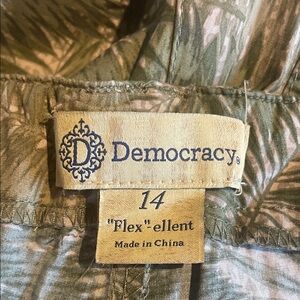 D Democracy®
14
"Flex"-ellent
Made in China